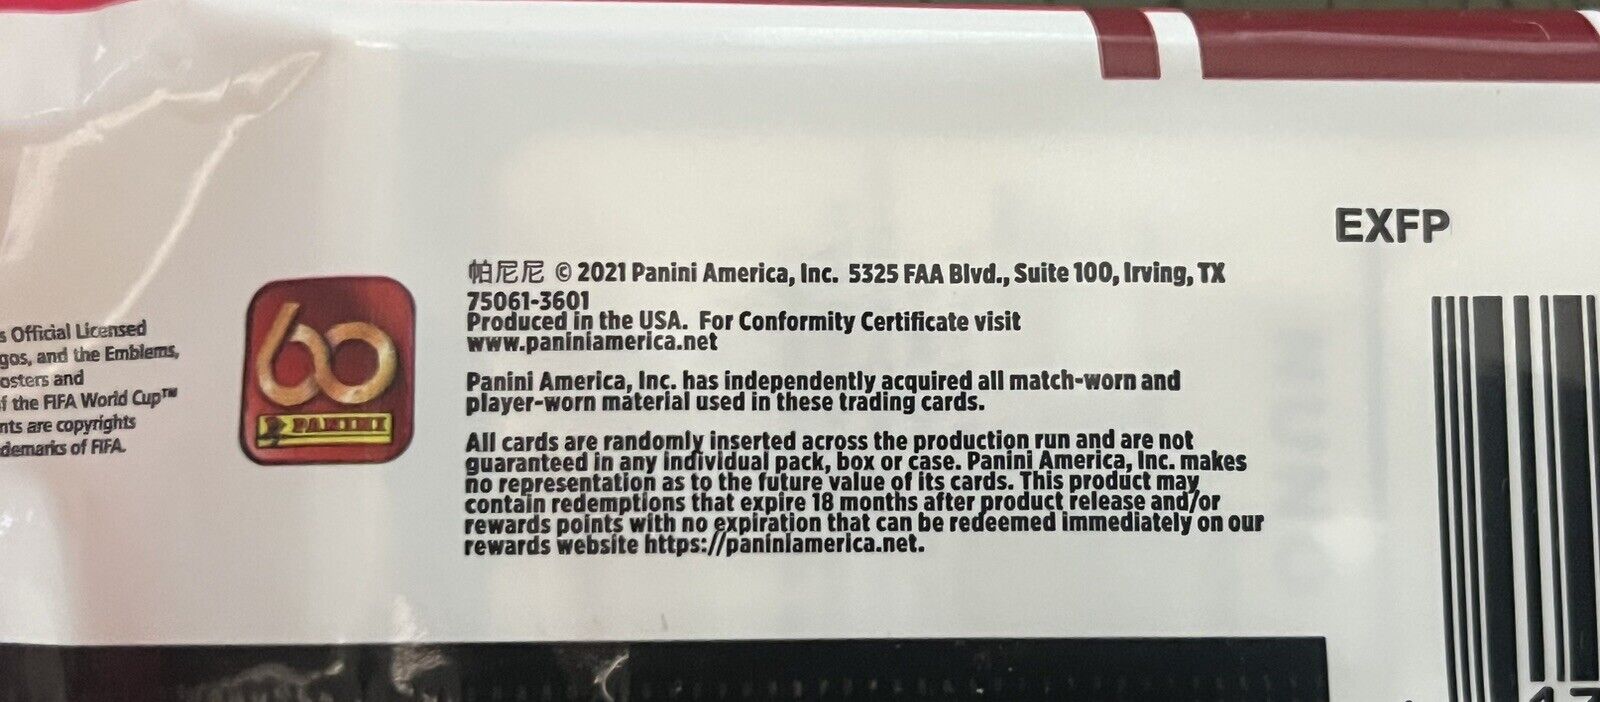 EXFP
s Official Licensed
gos, and the Emblems,
osters and
f the FIFA World Cup™
nts are copyrights
demarks of FIFA.
60
PANINI
帕尼尼 © 2021 Panini America, Inc. 5325 FAA Blvd., Suite 100, Irving, TX
75061-3601
Produced in the USA. For Conformity Certificate visit
www.paniniamerica.net
Panini America, Inc. has independently acquired all match-worn and
player-worn material used in these trading cards.
All cards are randomly inserted across the production run and are not
guaranteed in any individual pack, box or case. Panini America, Inc. makes
no representation as to the future value of its cards. This product may
contain redemptions that expire 18 months after product release and/or
rewards points with no expiration that can be redeemed immediately on our
rewards website https://paniniamerica.net.